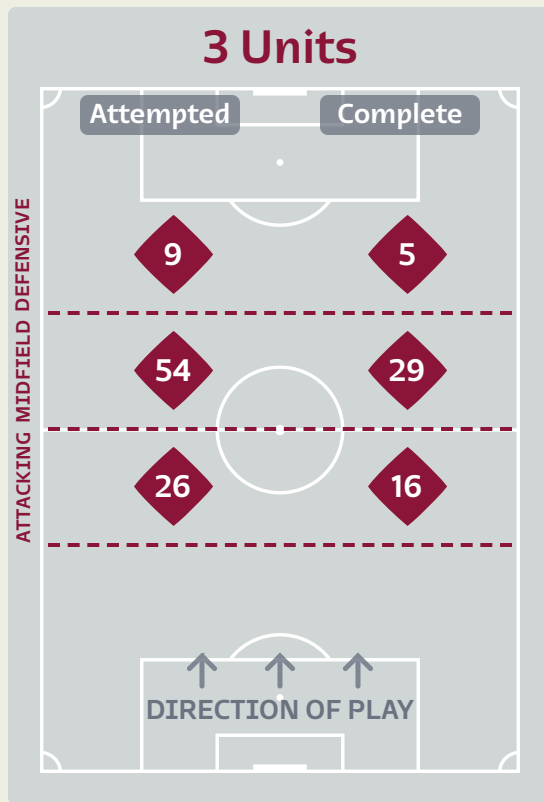 3 Units
Attempted Complete
ATTACKING MIDFIELD DEFENSIVE
9 5
54 29
26 16
DIRECTION OF PLAY